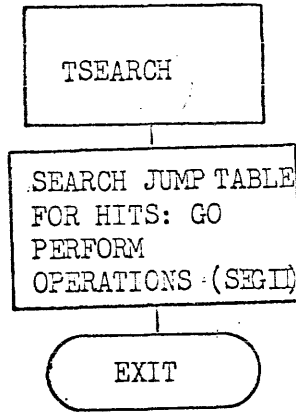 TSEARCH
SEARCH JUMP TABLE
FOR HITS: GO
PERFORM
OPERATIONS (SEGII)
EXIT